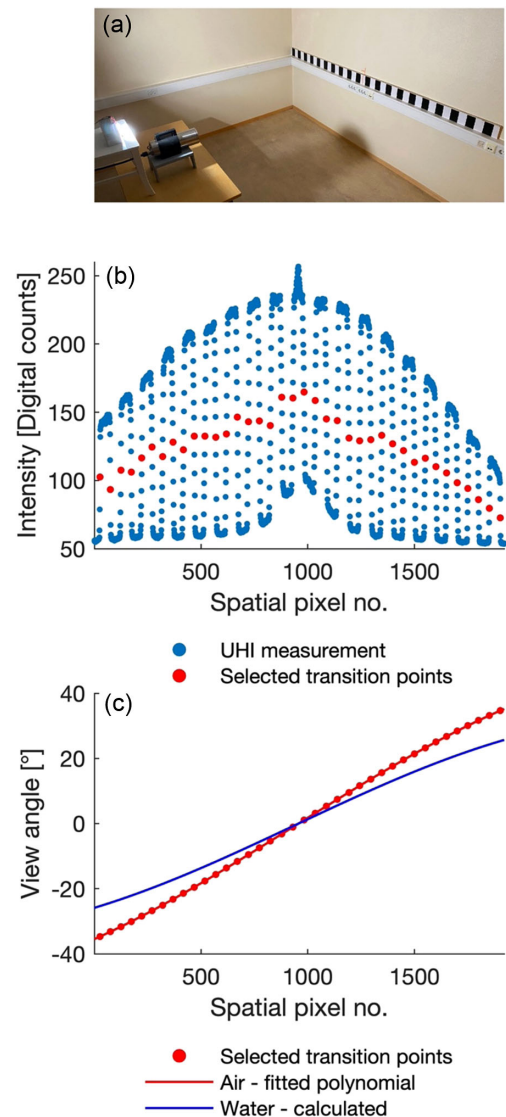 (a)
(b)
Intensity [Digital counts]
250
200
150
100
50
500
1000
1500
Spatial pixel no.
UHI measurement
Selected transition points
(c)
View angle [°]
40
20
0
-20
-40
500
1000
1500
Spatial pixel no.
Selected transition points
Air - fitted polynomial
Water - calculated